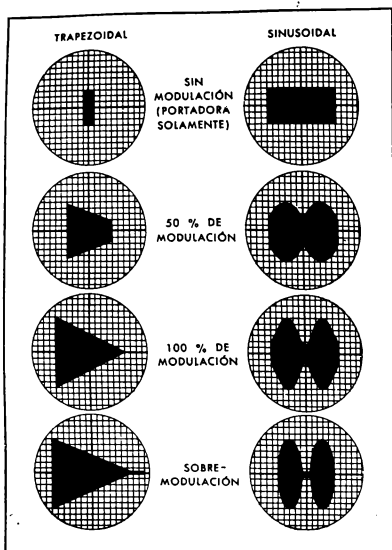 TRAPEZOIDAL
SINUSOIDAL
SIN
MODULACIÓN
(PORTADORA
SOLAMENTE)
50 % DE
MODULACIÓN
100 % DE
MODULACIÓN
SOBRE-
MODULACIÓN